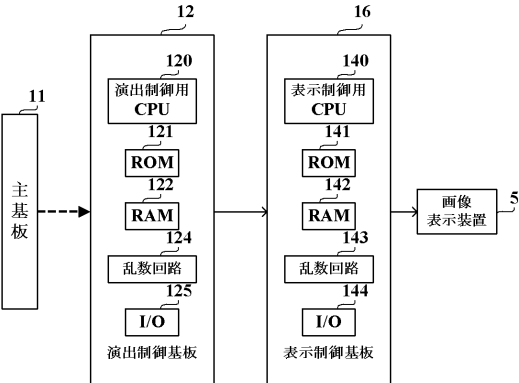 11
主基板
12
120
演出制御用
CPU
121
ROM
122
RAM
124
乱数回路
125
I/O
演出制御基板
16
140
表示制御用
CPU
141
ROM
142
RAM
143
乱数回路
144
I/O
表示制御基板
5
画像
表示装置